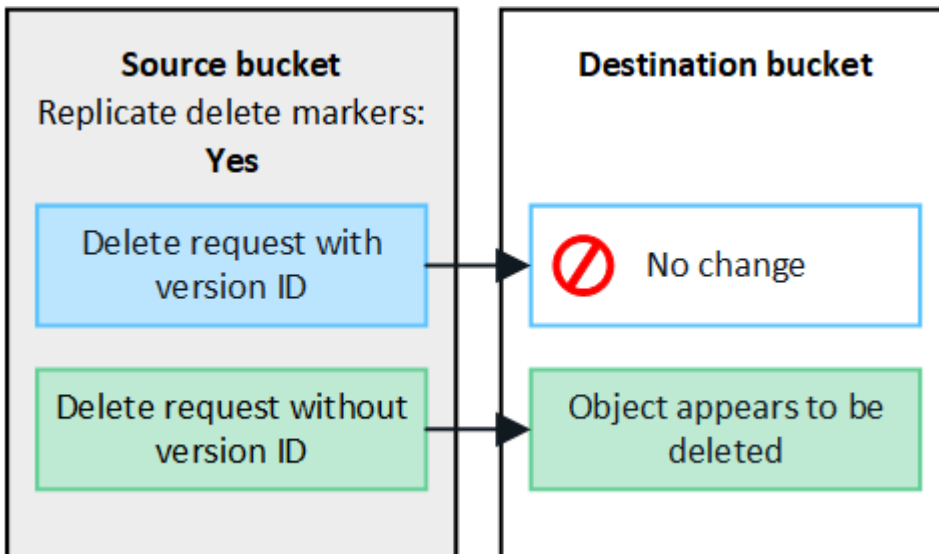 Source bucket
Replicate delete markers:
Yes
Delete request with
version ID
Delete request without
version ID
Destination bucket
No change
Object appears to be
deleted